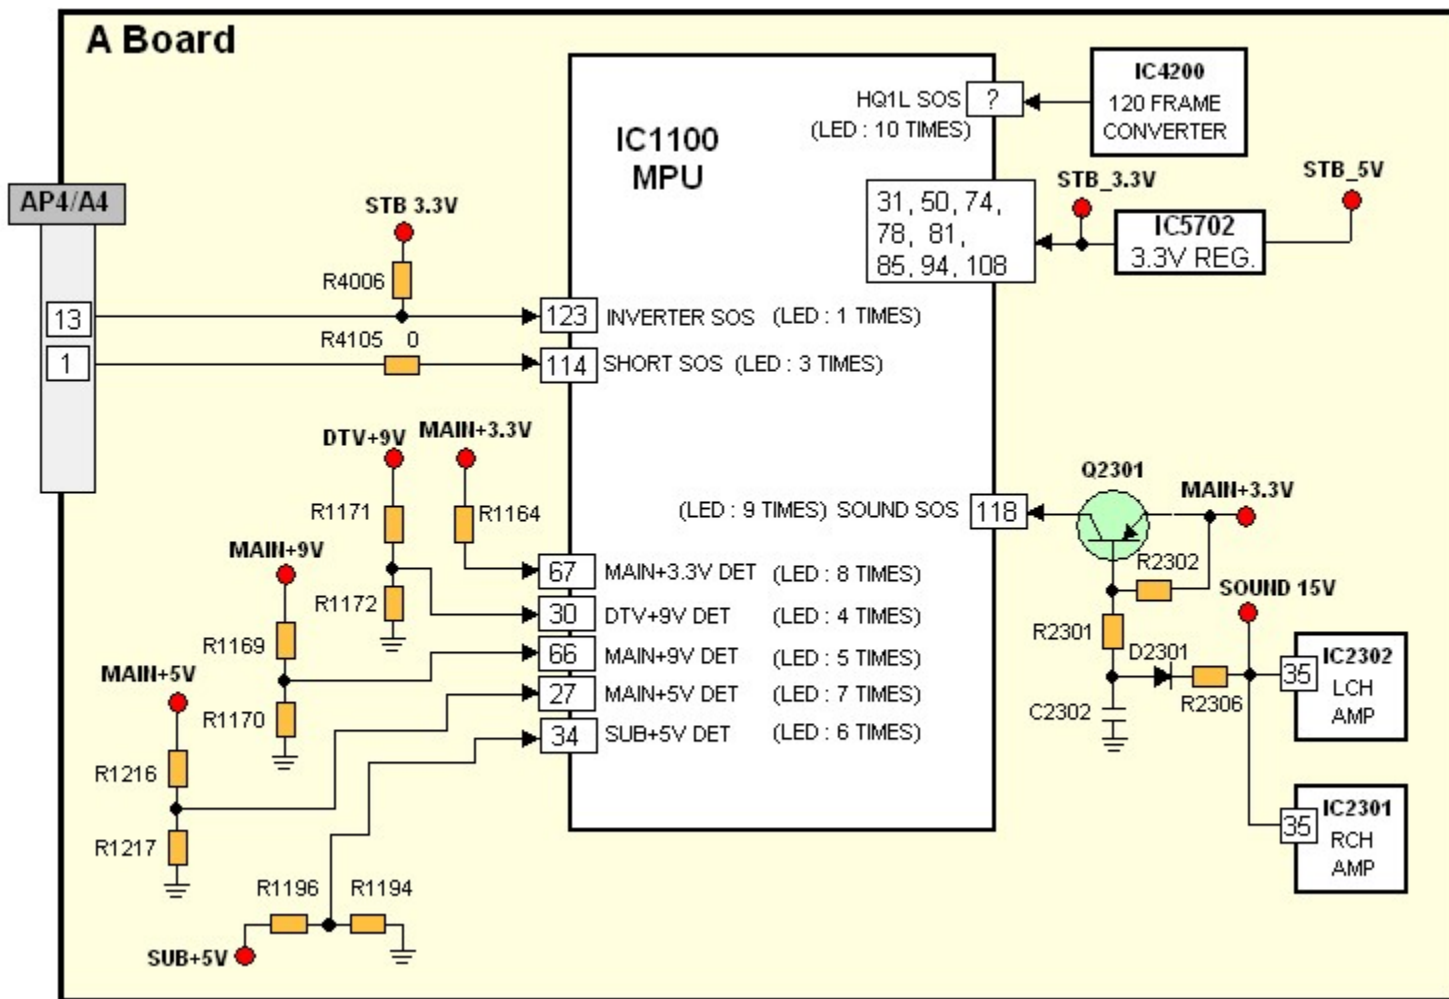 A Board
IC1100
MPU
HQ1L SOS
?
(LED : 10 TIMES)
IC4200
120 FRAME
CONVERTER
AP4/A4
STB 3.3V
R4006
31, 50, 74,
78, 81,
85, 94, 108
STB_3.3V
STB_5V
IC5702
3.3V REG.
13
123
INVERTER SOS (LED : 1 TIMES)
R4105 0
1
114
SHORT SOS (LED : 3 TIMES)
DTV+9V
MAIN+3.3V
R1171
R1164
Q2301
(LED : 9 TIMES) SOUND SOS
118
MAIN+3.3V
MAIN+9V
R1172
67
MAIN+3.3V DET (LED : 8 TIMES)
R2302
30
DTV+9V DET (LED : 4 TIMES)
SOUND 15V
R1169
66
MAIN+9V DET (LED : 5 TIMES)
R2301
D2301
MAIN+5V
R1170
27
MAIN+5V DET (LED : 7 TIMES)
R2306
35
IC2302
LCH
AMP
C2302
34
SUB+5V DET (LED : 6 TIMES)
R1216
R1217
35
IC2301
RCH
AMP
R1196
R1194
SUB+5V